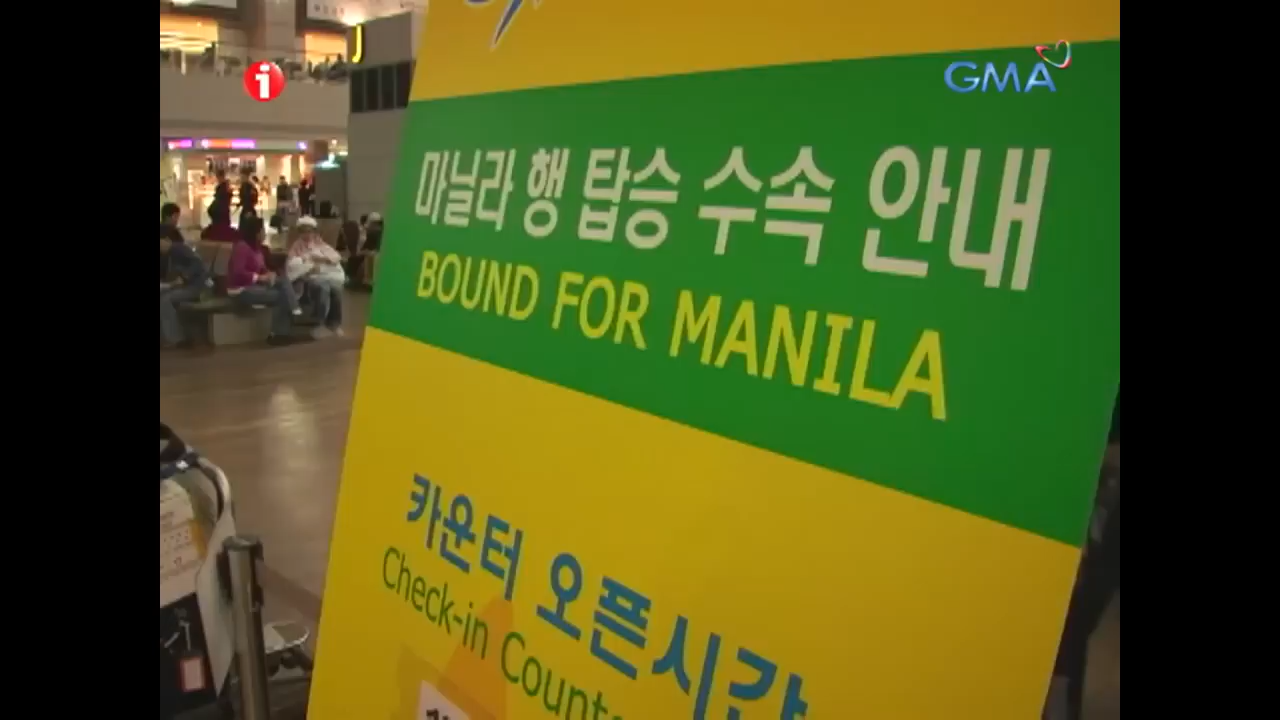 GMA
마닐라 행 탑승 수속 안내
BOUND FOR MANILA
카운터 오픈시간
Check-in Counte